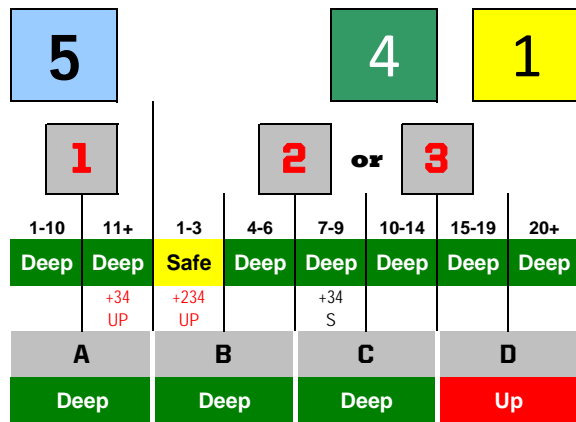 5 4 1
1 2 or 3
1-10 11+ 1-3 4-6 7-9 10-14 15-19 20+
Deep Deep Safe Deep Deep Deep Deep Deep
+34 +234 +34
UP UP S
A B C D
Deep Deep Deep Up